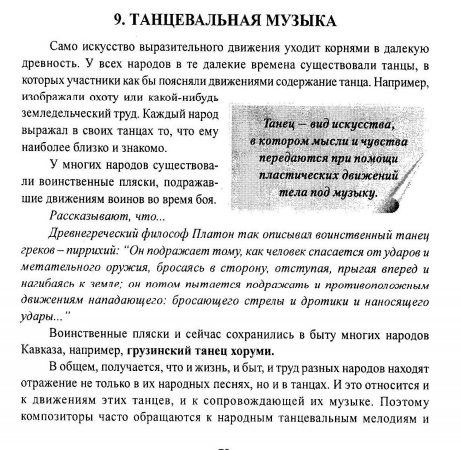 9. ТАНЦЕВАЛЬНАЯ МУЗЫКА
Само искусство выразительного движения уходит корнями в далекую
древность. У всех народов в те далекие времена существовали танцы, в
которых участники как бы поясняли движениями содержание танца. Например,
изображали охоту или какой-нибудь
земледельческий труд. Каждый народ
выражал в своих танцах то, что ему
наиболее близко и знакомо.
У многих народов существова-
ли воинственные пляски, подражав-
шие движениям воинов во время боя.
Танец – вид искусства,
в котором мысли и чувства
передаются при помощи
пластических движений
тела под музыку.
Рассказывают, что...
Древнегреческий философ Платон так описывал воинственный танец
греков – пиррихий: “Он подражает тому, как человек спасается от ударов и
метательного оружия, бросаясь в сторону, отступая, прыгая вперед и
нагибаясь к земле; он потом пытается подражать и противоположным
движениям нападающего: бросающего стрелы и дротики и наносящего
удары...”
Воинственные пляски и сейчас сохранились в быту многих народов
Кавказа, например, грузинский танец хоруми.
В общем, получается, что и жизнь, и быт, и труд разных народов находят
отражение не только в их народных песнях, но и в танцах. И это относится и
к движениям этих танцев, и к сопровождающей их музыке. Поэтому
композиторы часто обращаются к народным танцевальным мелодиям и